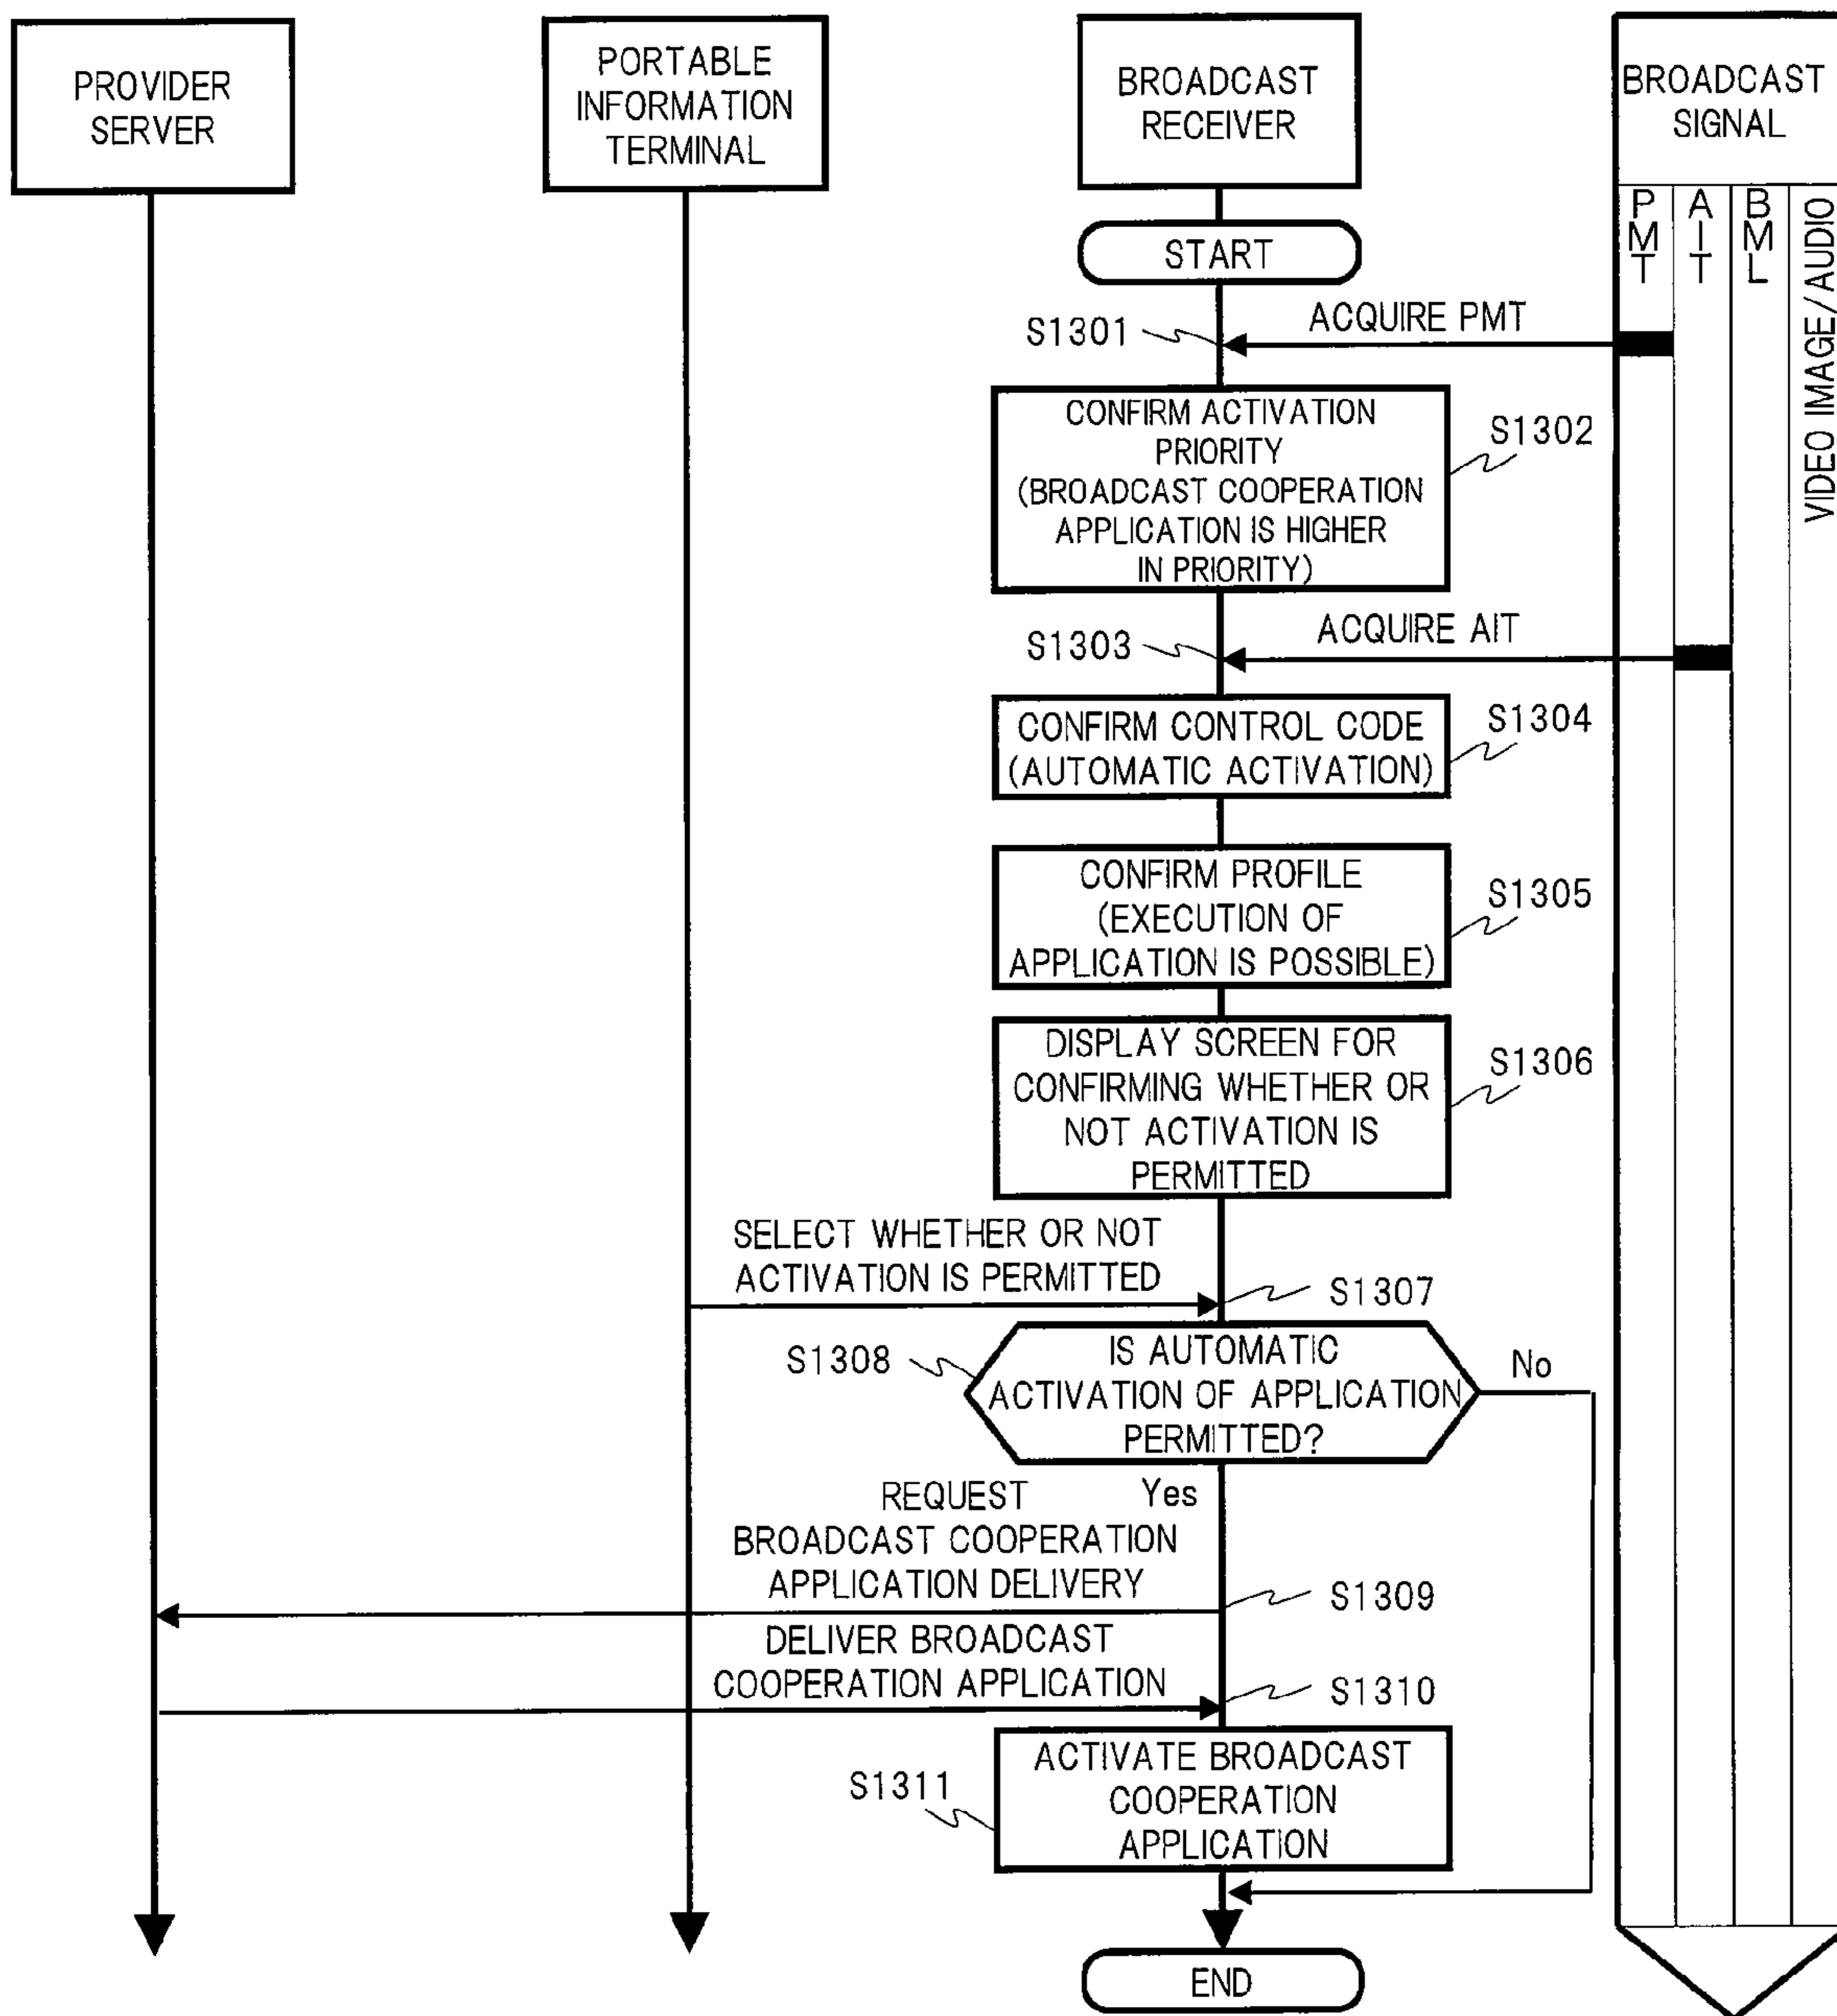 PROVIDER
SERVER
PORTABLE
INFORMATION
TERMINAL
BROADCAST
RECEIVER
BROADCAST
SIGNAL
PMT
AIT
BML
VIDEO IMAGE/AUDIO
START
S1301
ACQUIRE PMT
CONFIRM ACTIVATION
PRIORITY
(BROADCAST COOPERATION
APPLICATION IS HIGHER
IN PRIORITY)
S1302
ACQUIRE AIT
S1303
CONFIRM CONTROL CODE
(AUTOMATIC ACTIVATION)
S1304
CONFIRM PROFILE
(EXECUTION OF
APPLICATION IS POSSIBLE)
S1305
DISPLAY SCREEN FOR
CONFIRMING WHETHER OR
NOT ACTIVATION IS
PERMITTED
S1306
SELECT WHETHER OR NOT
ACTIVATION IS PERMITTED
S1307
S1308
IS AUTOMATIC
ACTIVATION OF APPLICATION
PERMITTED?
No
Yes
REQUEST
BROADCAST COOPERATION
APPLICATION DELIVERY
S1309
DELIVER BROADCAST
COOPERATION APPLICATION
S1310
S1311
ACTIVATE BROADCAST
COOPERATION
APPLICATION
END